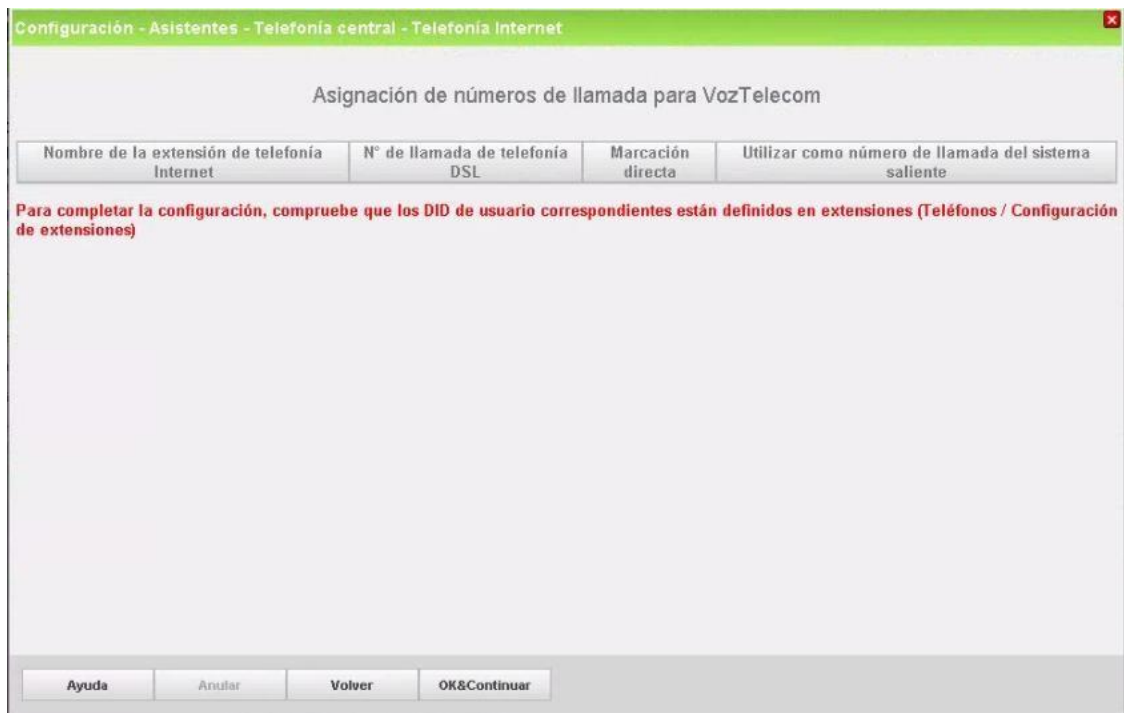 Configuración - Asistentes - Telefonía central - Telefonía Internet
Asignación de números de llamada para VozTelecom
Nombre de la extensión de telefonía Internet
N° de llamada de telefonía DSL
Marcación directa
Utilizar como número de llamada del sistema saliente
Para completar la configuración, compruebe que los DID de usuario correspondientes están definidos en extensiones (Teléfonos / Configuración
de extensiones)
Ayuda
Anular
Volver
OK&Continuar